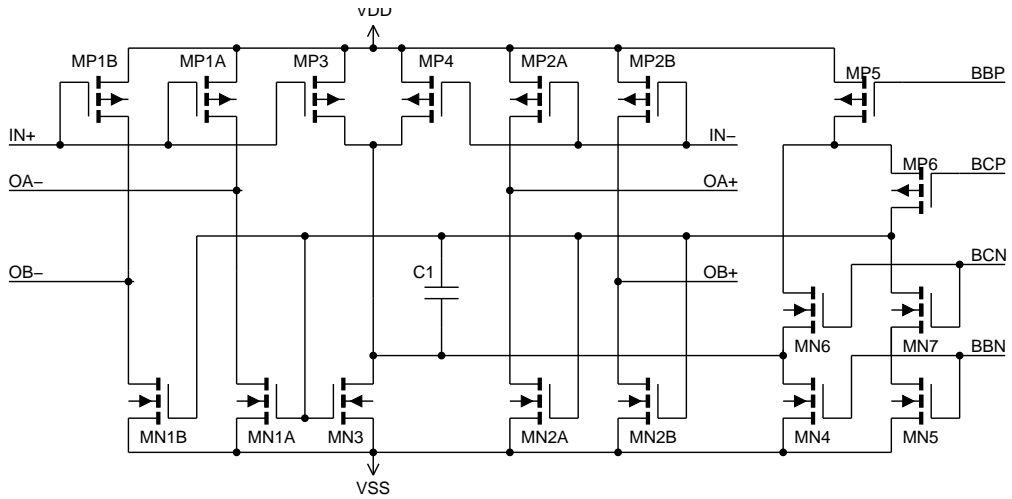 VDD
MP1B MP1A MP3 MP4 MP2A MP2B MP5 BBP
IN+ IN−
MP6 BCP
OA− OA+
C1
BCN
OB− OB+
MN6 MN7
BBN
MN1B MN1A MN3 MN2A MN2B MN4 MN5
VSS